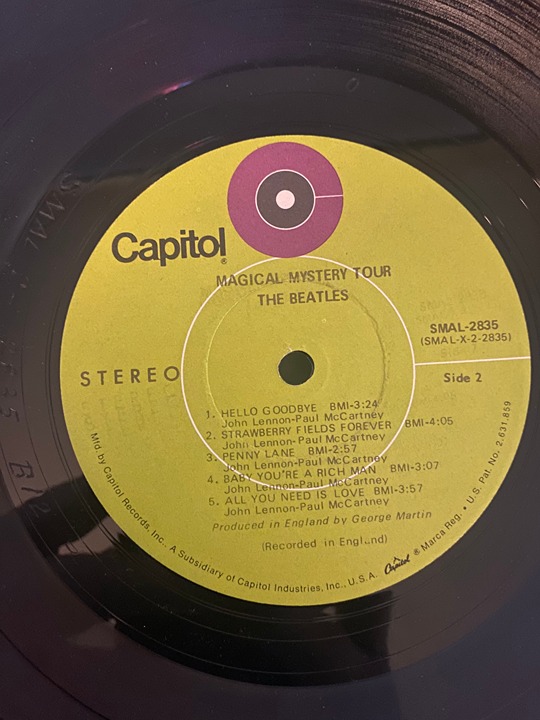 Capitol®
MAGICAL MYSTERY TOUR
THE BEATLES
SMAL-2835
(SMAL-X-2-2835)
STEREO
Side 2
1. HELLO GOODBYE BMI-3:24
John Lennon-Paul McCartney
2. STRAWBERRY FIELDS FOREVER BMI-4:05
John Lennon-Paul McCartney
3. PENNY LANE BMI-2:57
John Lennon-Paul McCartney
4. BABY YOU'RE A RICH MAN BMI-3:07
John Lennon-Paul McCartney
5. ALL YOU NEED IS LOVE BMI-3:57
John Lennon-Paul McCartney
Produced in England by George Martin
(Recorded in England)
Mfd. by Capitol Records, Inc., A Subsidiary of Capitol Industries, Inc., U.S.A. Capitol ® Marca Reg. • U.S. Pat. No. 2,631,859
SMAL